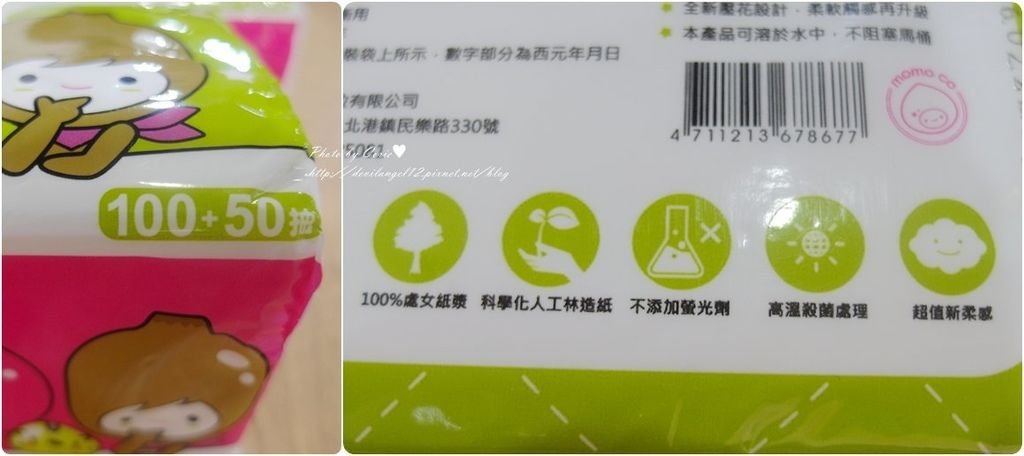 100+50抽
Photo by Civic♥
http://devilangel12.pixnet.net/blog
全新壓花設計，柔軟觸感再升級
本產品可溶於水中，不阻塞馬桶
裝袋上所示，數字部分為西元年月日
有限公司
北港鎮民樂路330號
4 711213 678677
momo co
100%處女紙漿
科學化人工林造紙
不添加螢光劑
高溫殺菌處理
超值新柔感